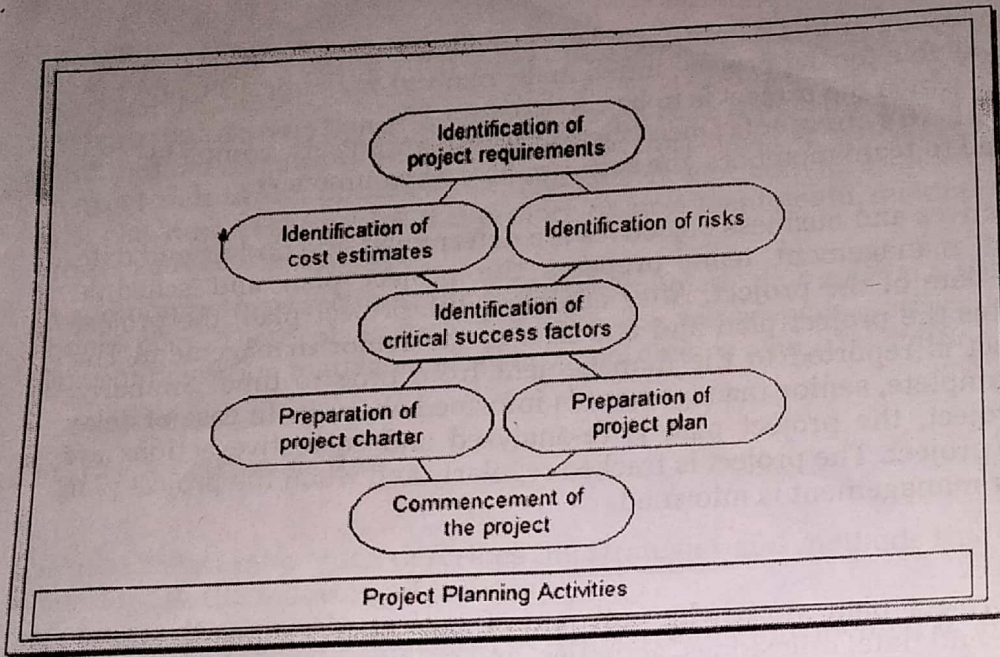 Identification of
project requirements
Identification of
cost estimates
Identification of risks
Identification of
critical success factors
Preparation of
project charter
Preparation of
project plan
Commencement of
the project
Project Planning Activities